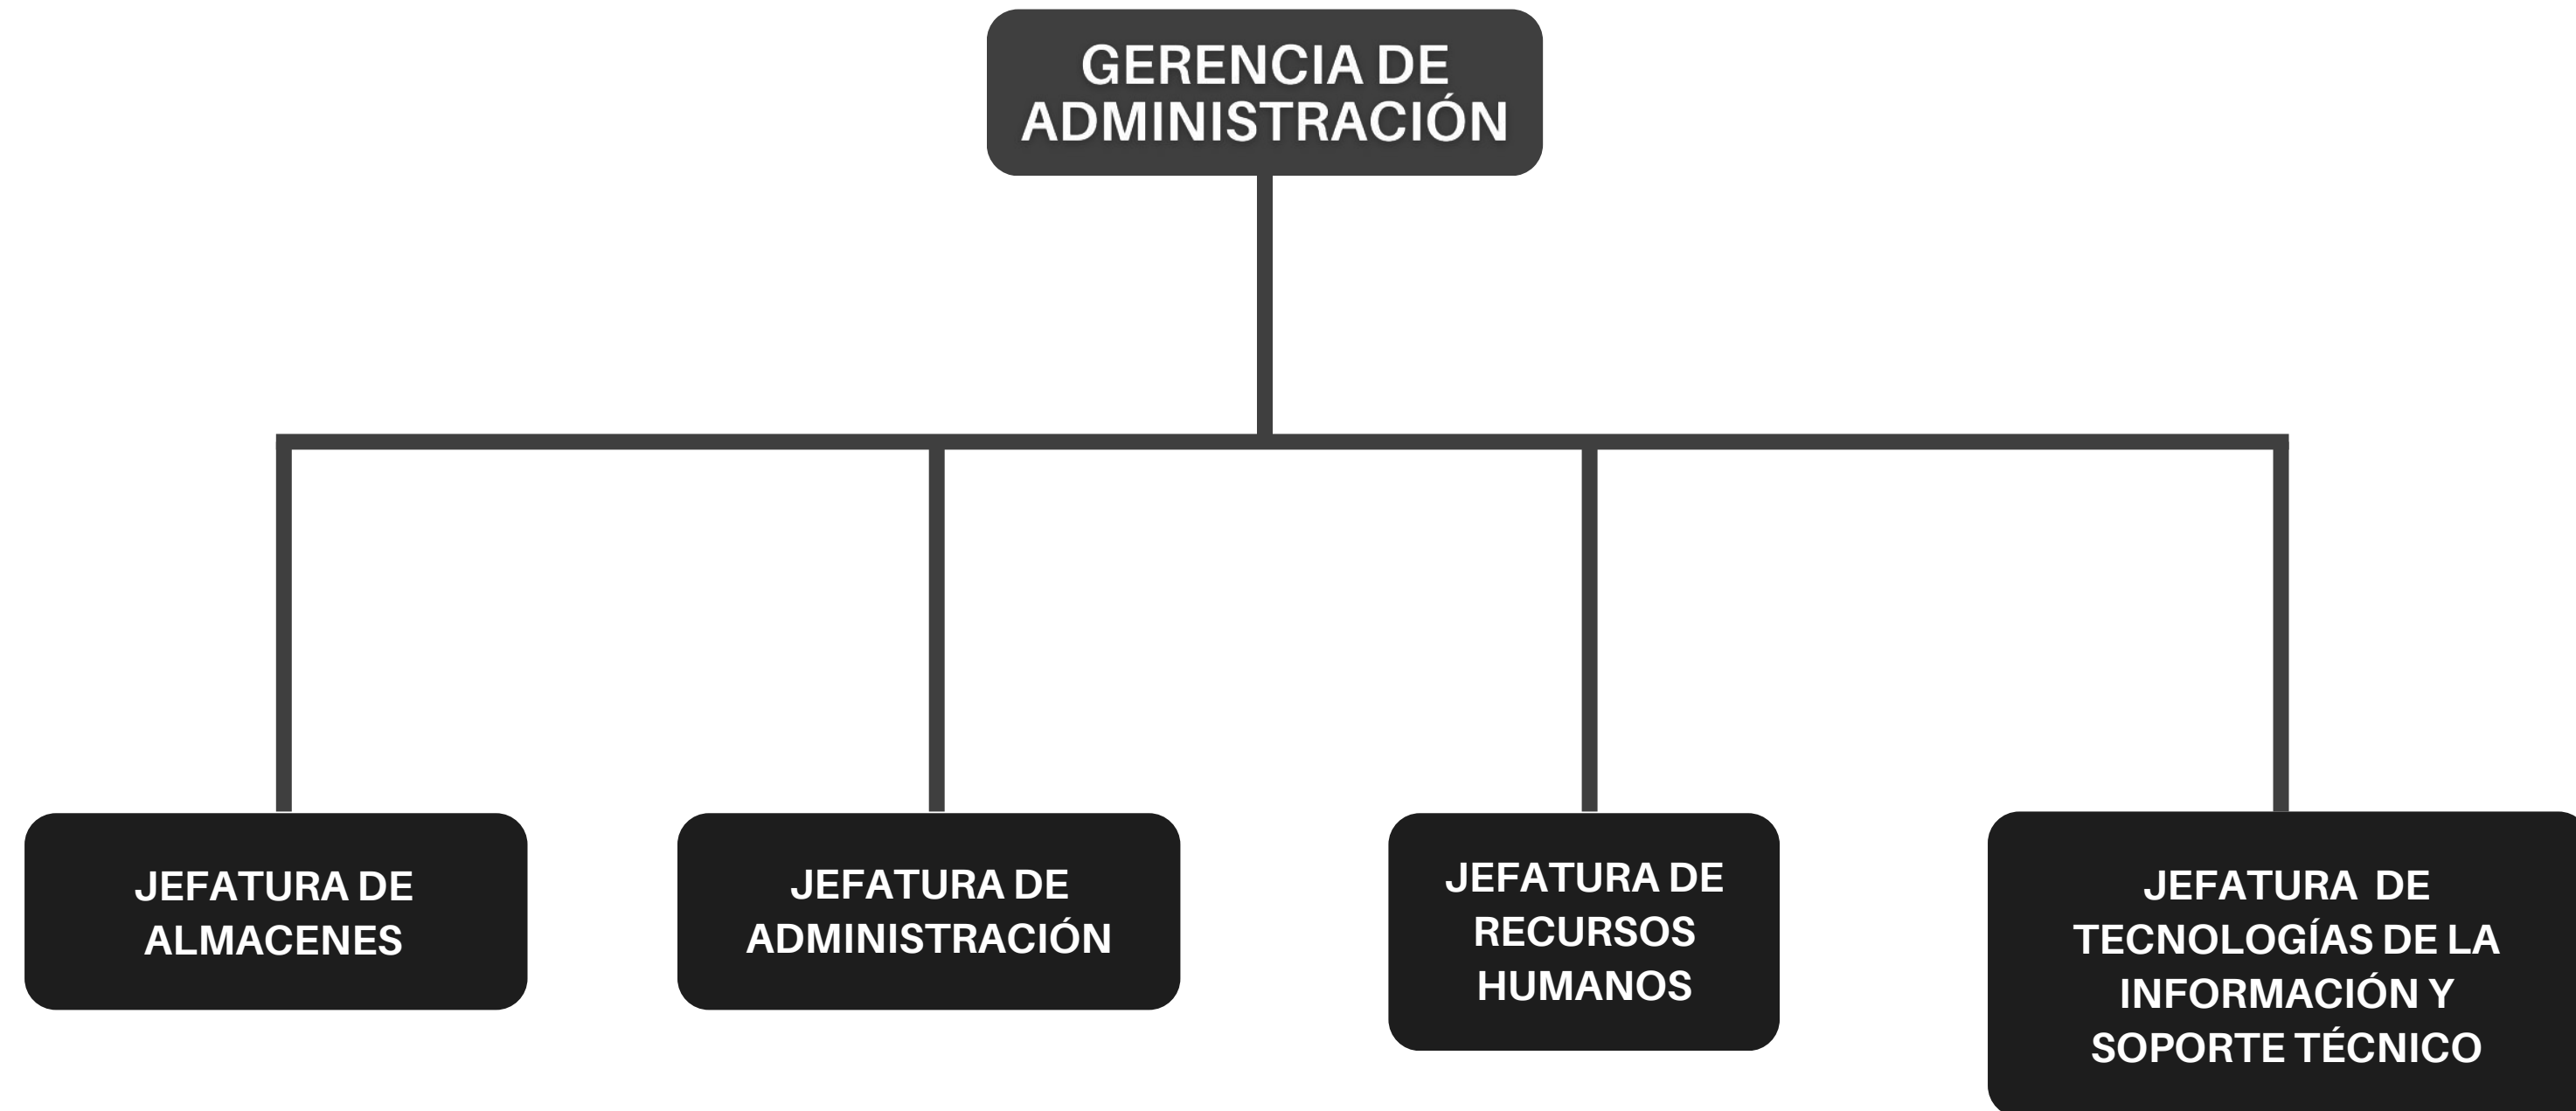 GERENCIA DE
ADMINISTRACIÓN
JEFATURA DE
ALMACENES
JEFATURA DE
ADMINISTRACIÓN
JEFATURA DE
RECURSOS
HUMANOS
JEFATURA DE
TECNOLOGÍAS DE LA
INFORMACIÓN Y
SOPORTE TÉCNICO